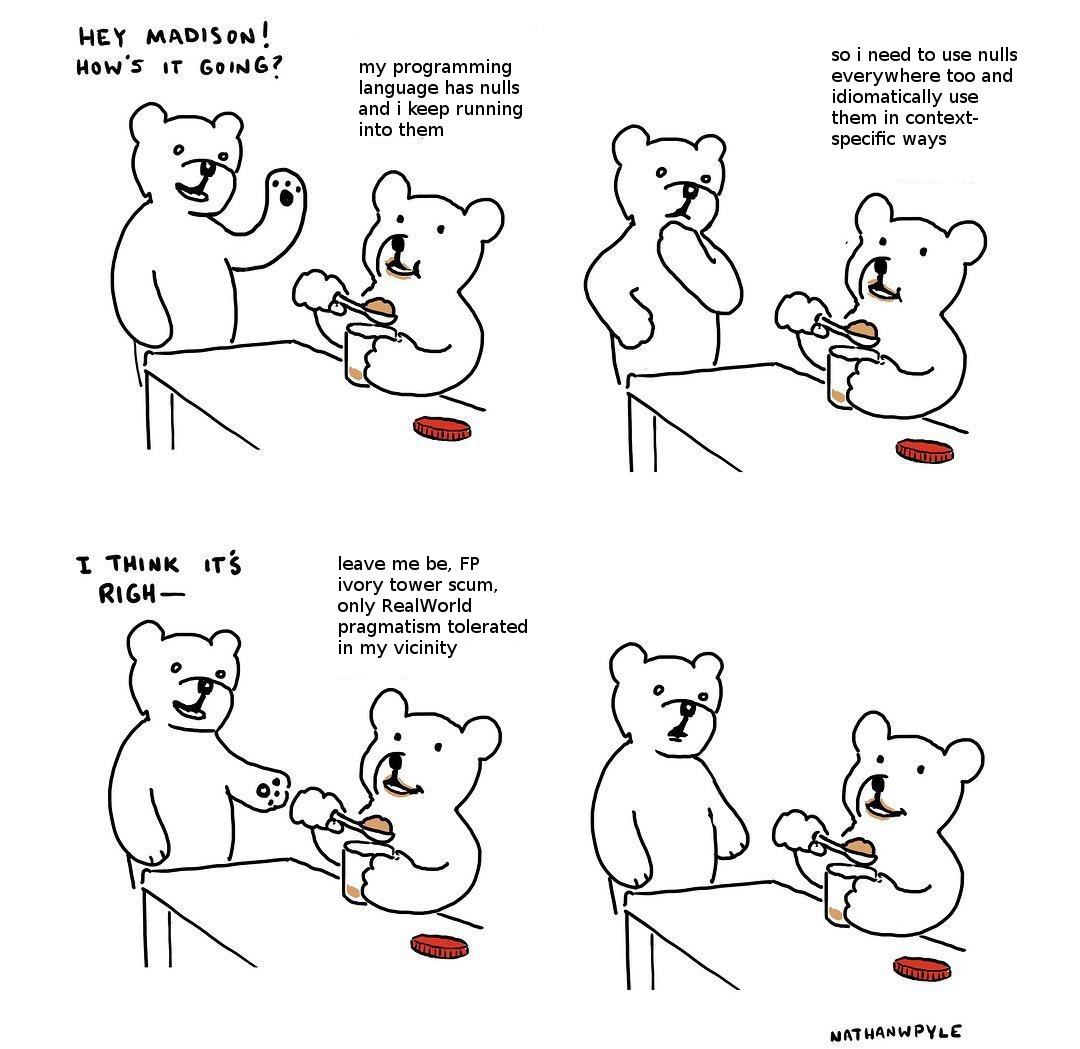 HEY MADISON!
HOW'S IT GOING?
my programming
language has nulls
and i keep running
into them
so i need to use nulls
everywhere too and
idiomatically use
them in context-
specific ways
I THINK IT'S
RIGH—
leave me be, FP
ivory tower scum,
only RealWorld
pragmatism tolerated
in my vicinity
NATHANWPYLE